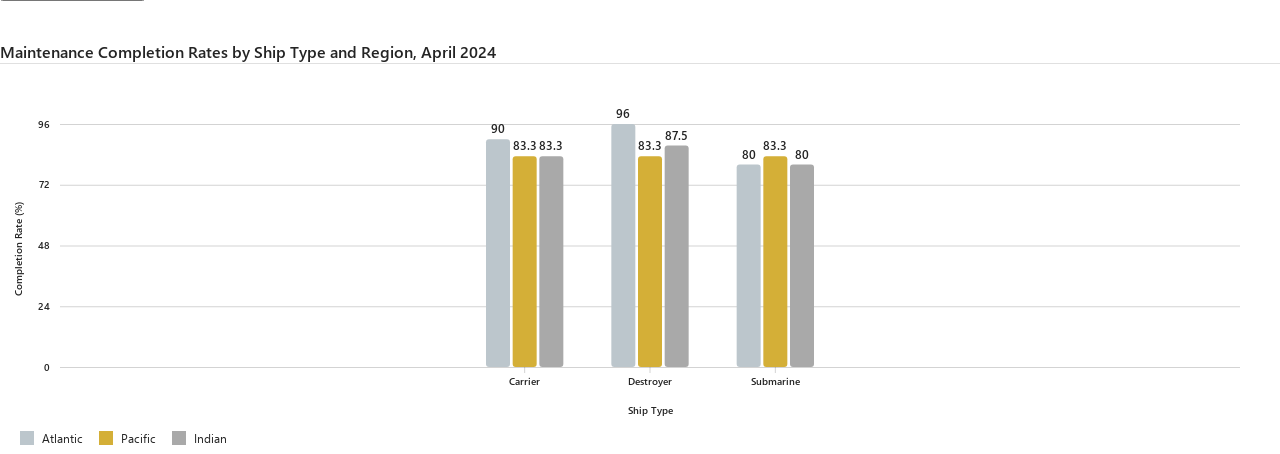 Maintenance Completion Rates by Ship Type and Region, April 2024
Completion Rate (%)
96
72
48
24
0
90
83.3
83.3
96
83.3
87.5
80
83.3
80
Carrier
Destroyer
Submarine
Ship Type
Atlantic
Pacific
Indian